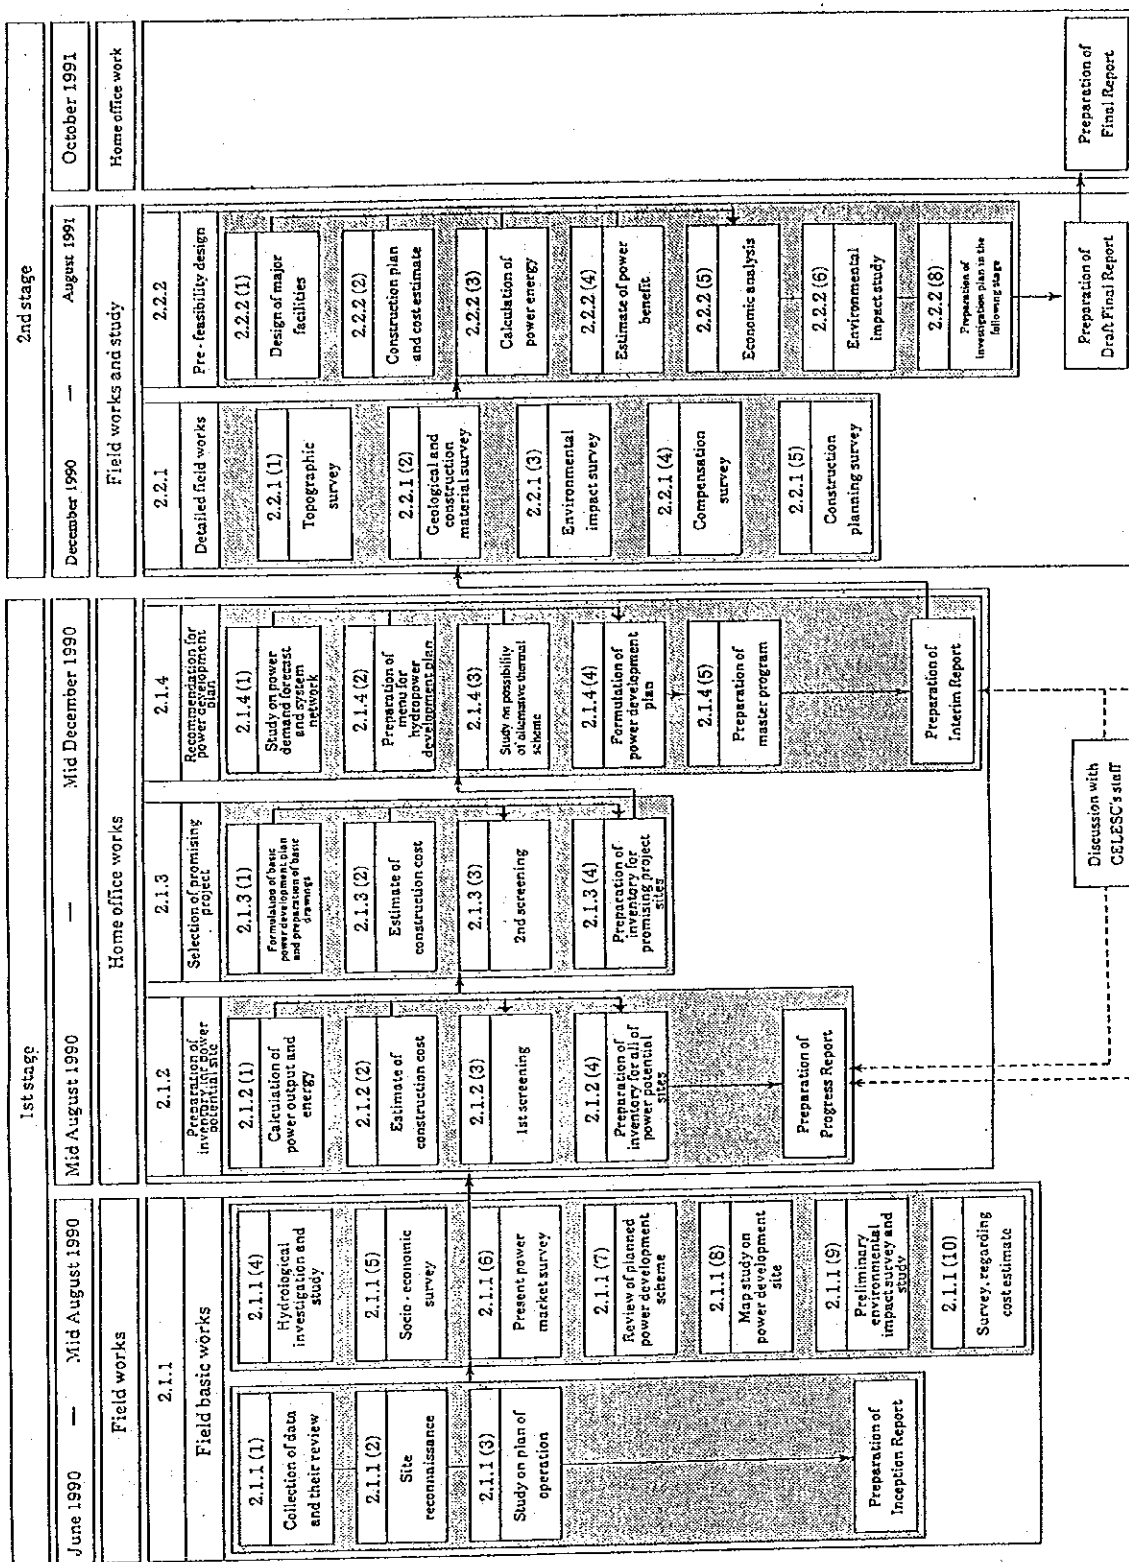 1st stage
2nd stage
June 1990 — Mid August 1990
Mid August 1990 — Mid December 1990
December 1990 — August 1991
October 1991
Field works
Home office works
Field works and study
Home office work
2.1.1
Field basic works
2.1.1 (1)
Collection of data
and their review
2.1.1 (2)
Site
reconnaissance
2.1.1 (3)
Study on plan of
operation
Preparation of
Inception Report
2.1.1 (4)
Hydrological
investigation and
study
2.1.1 (5)
Socio - economic
survey
2.1.1 (6)
Present power
market survey
2.1.1 (7)
Review of planned
power development
scheme
2.1.1 (8)
Map study on
power development
site
2.1.1 (9)
Preliminary
environmental
impact survey and
study
2.1.1 (10)
Survey, regarding
cost estimate
2.1.2
Preparation of
inventory for power
potential site
2.1.2 (1)
Calculation of
power output and
energy
2.1.2 (2)
Estimate of
construction cost
2.1.2 (3)
1st screening
2.1.2 (4)
Preparation of
inventory for all of
power potential
sites
Preparation of
Progress Report
2.1.3
Selection of promising
project
2.1.3 (1)
Formulation of basic
power development plan
and preparation of basic
drawings
2.1.3 (2)
Estimate of
construction cost
2.1.3 (3)
2nd screening
2.1.3 (4)
Preparation of
inventory for
promising project
sites
2.1.4
Recommendation for
power development
plan
2.1.4 (1)
Study on power
demand forecast
and system
network
2.1.4 (2)
Preparation of
menu for
hydropower
development plan
2.1.4 (3)
Study on possibility
of alternative thermal
scheme
2.1.4 (4)
Formulation of
power development
plan
2.1.4 (5)
Preparation of
master program
Preparation of
Interim Report
Discussion with
CELESC's staff
2.2.1
Detailed field works
2.2.1 (1)
Topographic
survey
2.2.1 (2)
Geological and
construction
material survey
2.2.1 (3)
Environmental
impact survey
2.2.1 (4)
Compensation
survey
2.2.1 (5)
Construction
planning survey
2.2.2
Pre - feasibility design
2.2.2 (1)
Design of major
facilities
2.2.2 (2)
Construction plan
and cost estimate
2.2.2 (3)
Calculation of
power energy
2.2.2 (4)
Estimate of power
benefit
2.2.2 (5)
Economic analysis
2.2.2 (6)
Environmental
impact study
2.2.2 (8)
Preparation of
investigation plan in the
following stage
Preparation of
Draft Final Report
Preparation of
Final Report